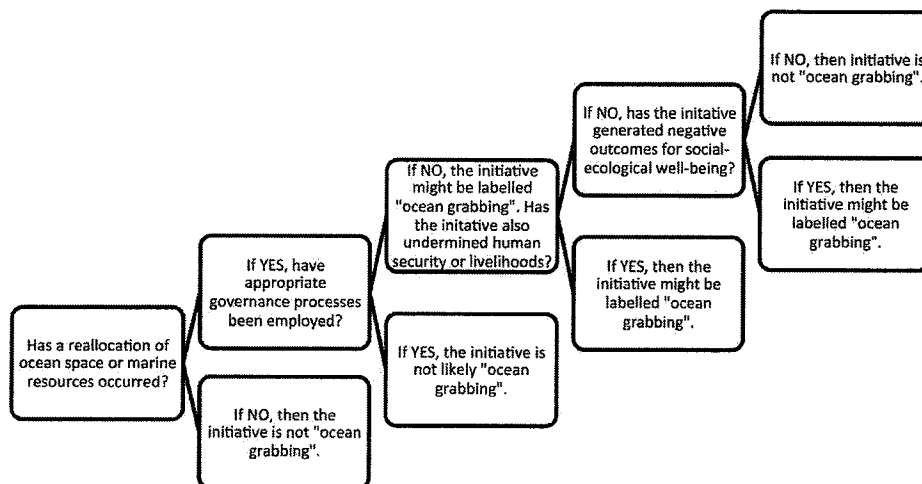 Has a reallocation of
ocean space or marine
resources occurred?
If YES, have
appropriate
governance processes
been employed?
If NO, then the
initiative is not "ocean
grabbing".
If NO, the initiative
might be labelled
"ocean grabbing". Has
the initative also
undermined human
security or livelihoods?
If YES, the initiative is
not likely "ocean
grabbing".
If NO, has the initative
generated negative
outcomes for social-
ecological well-being?
If YES, then the
initiative might be
labelled "ocean
grabbing".
If NO, then initiative is
not "ocean grabbing".
If YES, then the
initiative might be
labelled "ocean
grabbing".